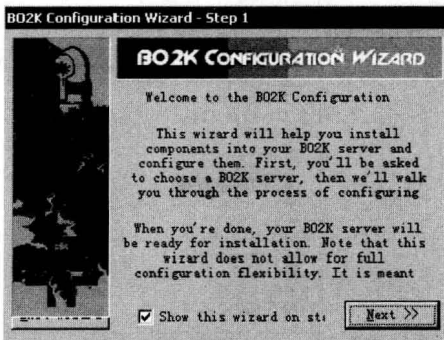 BO2K Configuration Wizard - Step 1
BO2K CONFIGURATION WIZARD
Welcome to the BO2K Configuration
This wizard will help you install
components into your BO2K server and
configure them. First, you'll be asked
to choose a BO2K server, then we'll walk
you through the process of configuring
When you're done, your BO2K server will
be ready for installation. Note that this
wizard does not allow for full
configuration flexibility. It is meant
Show this wizard on sta
Next >>